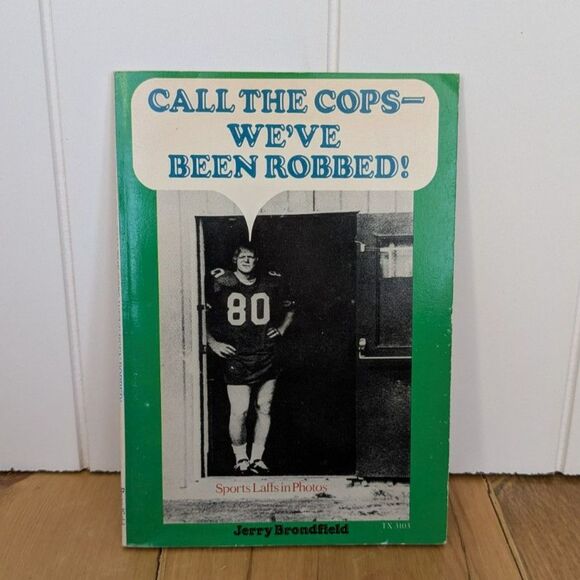 CALL THE COPS—
WE'VE
BEEN ROBBED!
80
Sports Laffs in Photos
Jerry Brondfield
TX 3103